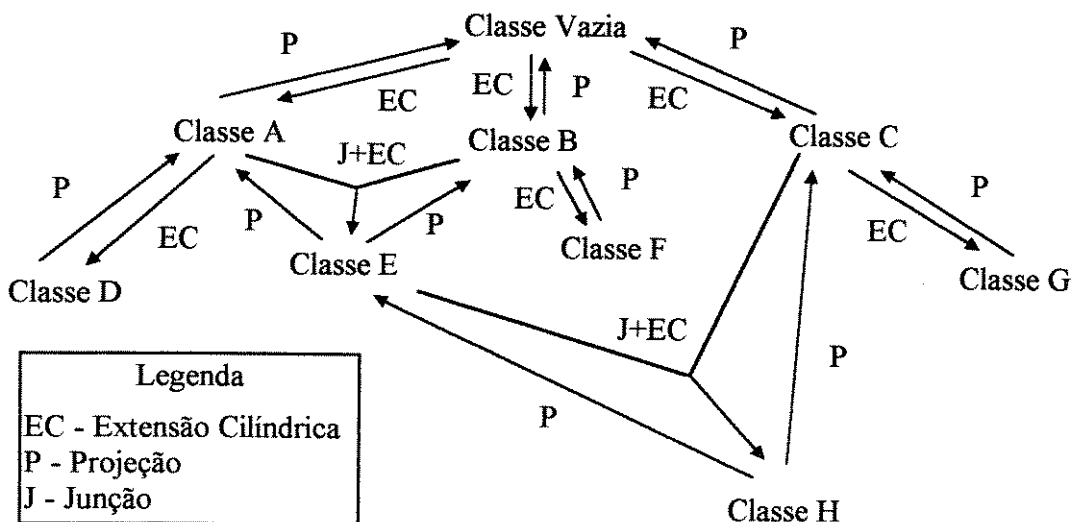 Classe Vazia
P
EC
EC
P
P
EC
Classe A
J+EC
Classe B
Classe C
P
EC
P
P
EC
P
P
EC
Classe D
Classe E
Classe F
Classe G
J+EC
P
P
Classe H
Legenda
EC - Extensão Cilíndrica
P - Projeção
J - Junção